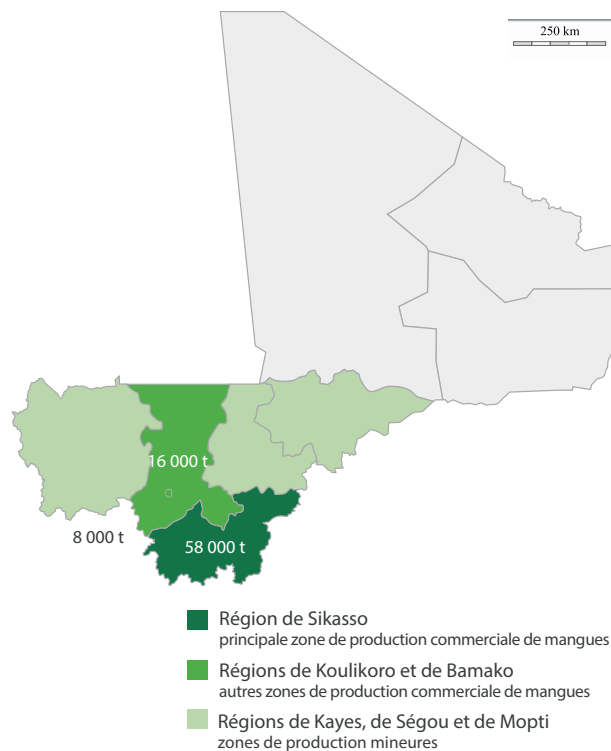 250 km
16 000 t
8 000 t
58 000 t
Région de Sikasso
principale zone de production commerciale de mangues
Régions de Koulikoro et de Bamako
autres zones de production commerciale de mangues
Régions de Kayes, de Ségou et de Mopti
zones de production mineures